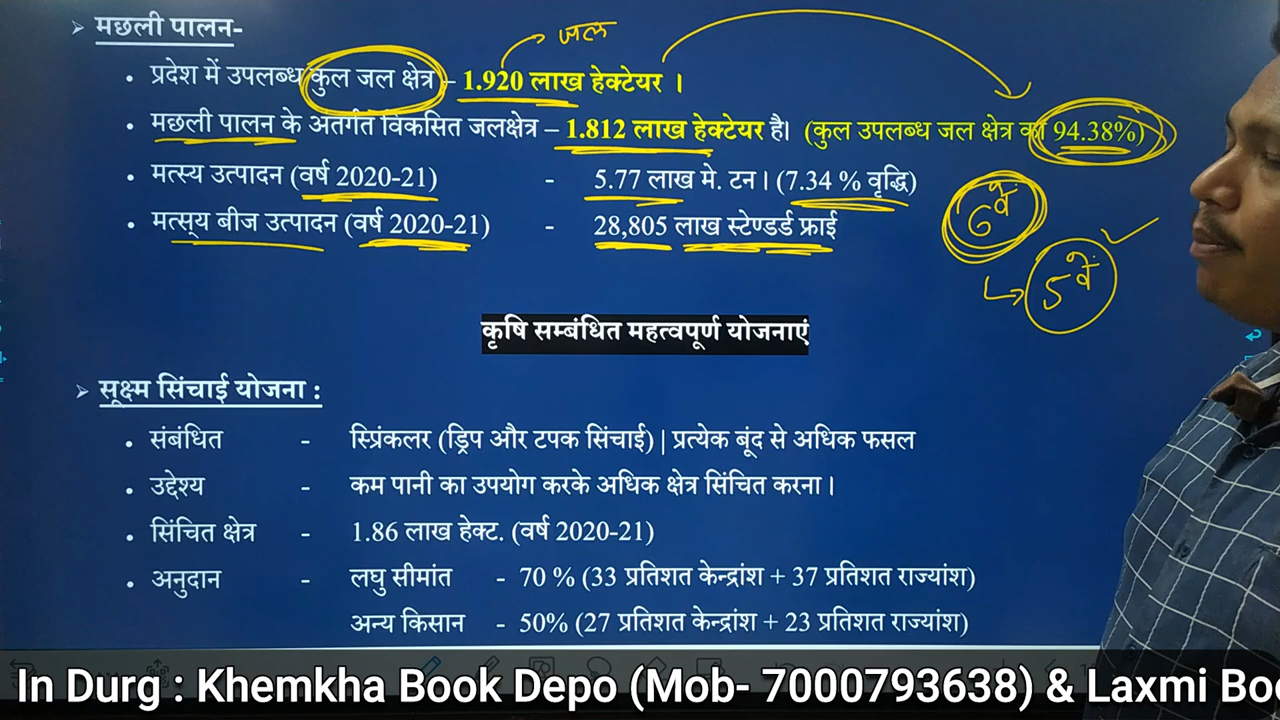 मछली पालन-
जल
प्रदेश में उपलब्ध कुल जल क्षेत्र – 1.920 लाख हेक्टेयर ।
मछली पालन के अंतर्गत विकसित जलक्षेत्र – 1.812 लाख हेक्टेयर है। (कुल उपलब्ध जल क्षेत्र का 94.38%)
मत्स्य उत्पादन (वर्ष 2020-21) - 5.77 लाख मे. टन। (7.34 % वृद्धि)
6वें
मत्स्य बीज उत्पादन (वर्ष 2020-21) - 28,805 लाख स्टेण्डर्ड फ्राई
5वें
कृषि सम्बंधित महत्वपूर्ण योजनाएं
सूक्ष्म सिंचाई योजना :
संबंधित - स्प्रिंकलर (ड्रिप और टपक सिंचाई) | प्रत्येक बूंद से अधिक फसल
उद्देश्य - कम पानी का उपयोग करके अधिक क्षेत्र सिंचित करना ।
सिंचित क्षेत्र - 1.86 लाख हेक्ट. (वर्ष 2020-21)
अनुदान - लघु सीमांत - 70 % (33 प्रतिशत केन्द्रांश + 37 प्रतिशत राज्यांश)
अन्य किसान - 50% (27 प्रतिशत केन्द्रांश + 23 प्रतिशत राज्यांश)
In Durg : Khemkha Book Depo (Mob- 7000793638) & Laxmi Boo